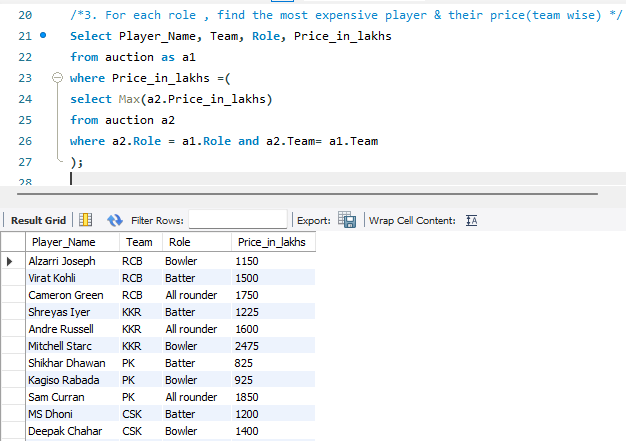 20 /*3. For each role , find the most expensive player & their price(team wise) */
21 Select Player_Name, Team, Role, Price_in_lakhs
22 from auction as a1
23 where Price_in_lakhs =(
24 select Max(a2.Price_in_lakhs)
25 from auction a2
26 where a2.Role = a1.Role and a2.Team= a1.Team
27 );
28
Result Grid Filter Rows: Export: Wrap Cell Content: IA
Player_Name Team Role Price_in_lakhs
Alzarri Joseph RCB Bowler 1150
Virat Kohli RCB Batter 1500
Cameron Green RCB All rounder 1750
Shreyas Iyer KKR Batter 1225
Andre Russell KKR All rounder 1600
Mitchell Starc KKR Bowler 2475
Shikhar Dhawan PK Batter 825
Kagiso Rabada PK Bowler 925
Sam Curran PK All rounder 1850
MS Dhoni CSK Batter 1200
Deepak Chahar CSK Bowler 1400